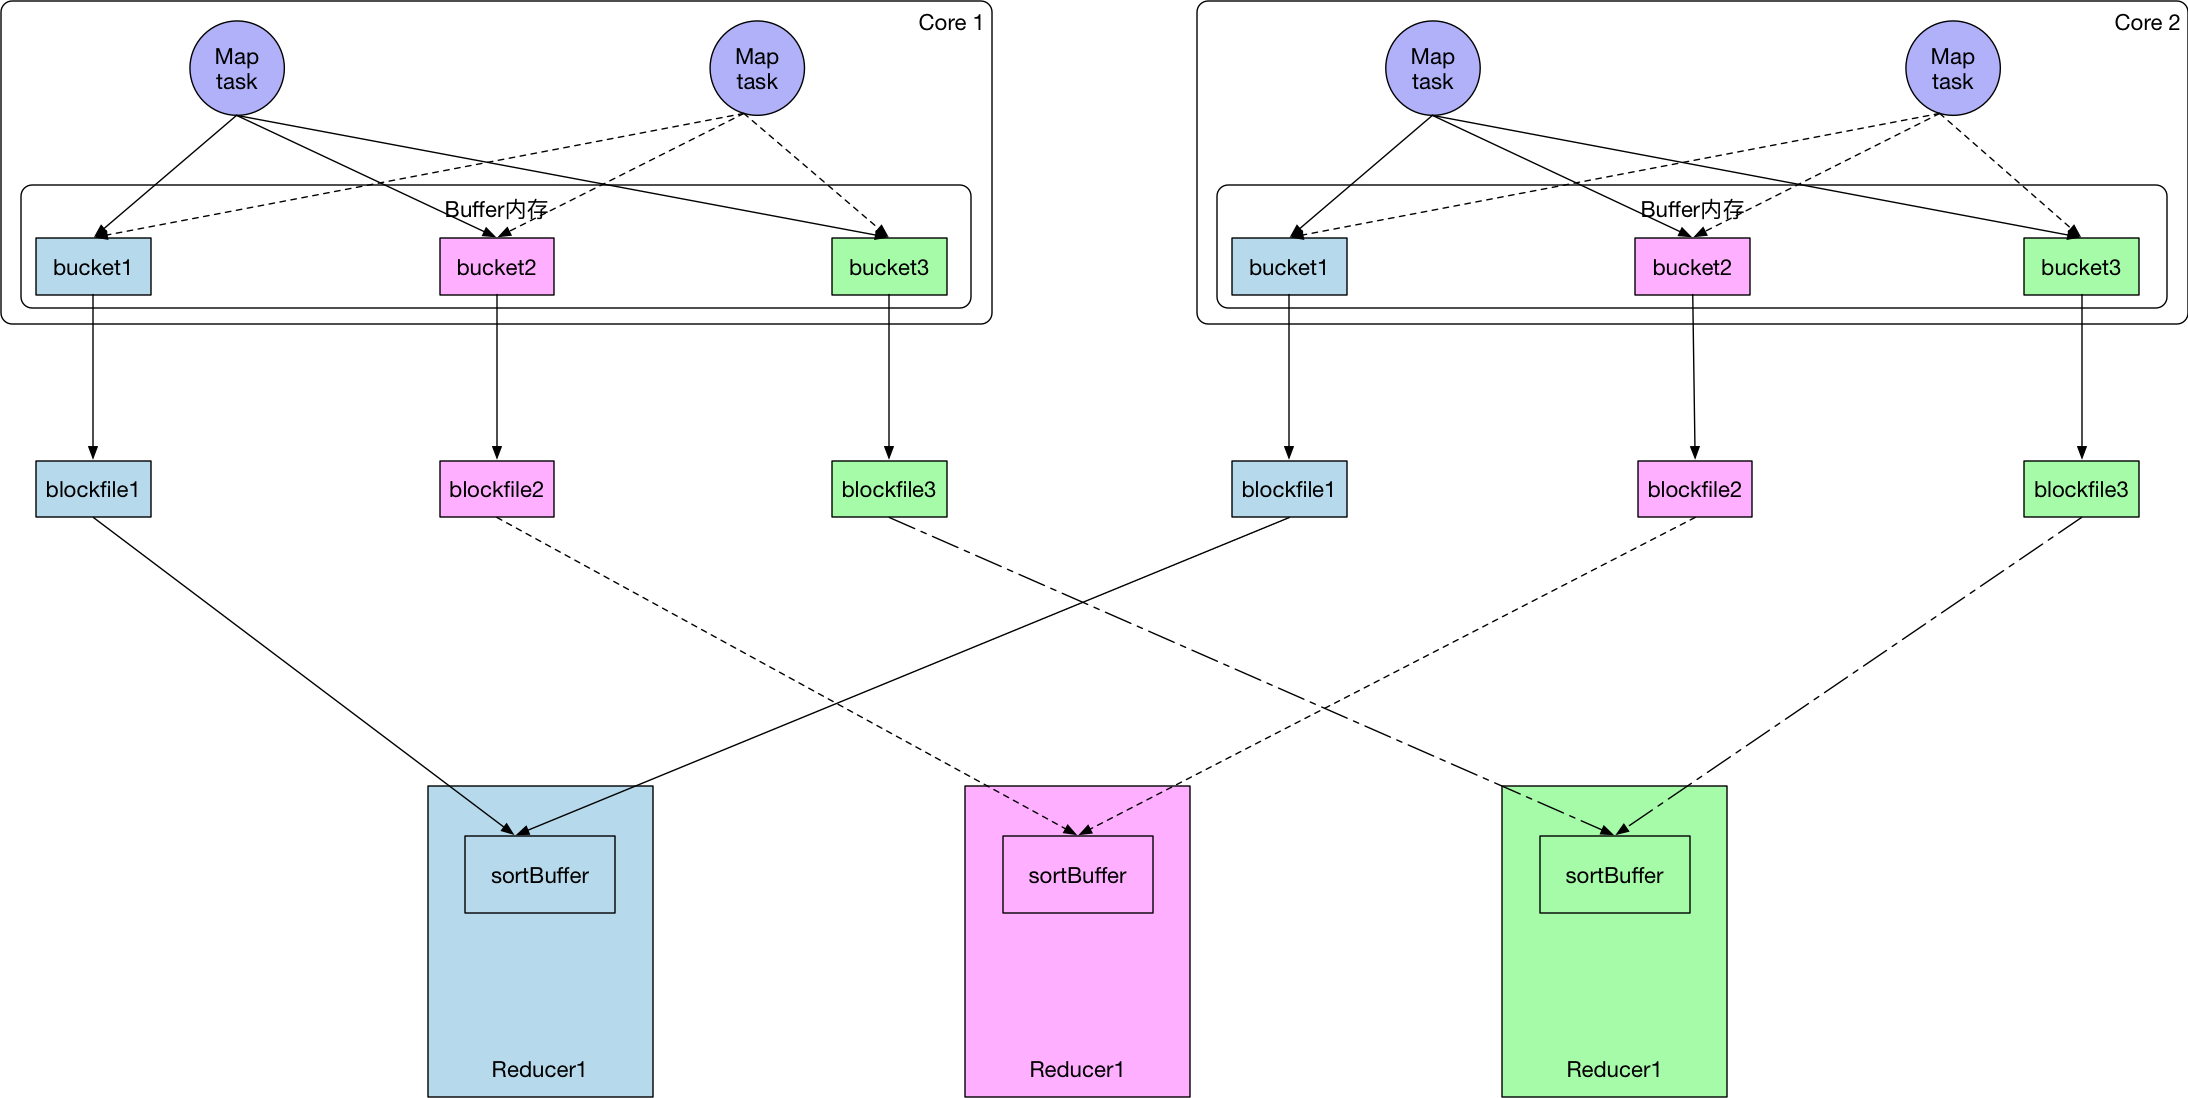 Core 1
Core 2
Map
task
Map
task
Map
task
Map
task
Buffer内存
Buffer内存
bucket1
bucket2
bucket3
bucket1
bucket2
bucket3
blockfile1
blockfile2
blockfile3
blockfile1
blockfile2
blockfile3
sortBuffer
sortBuffer
sortBuffer
Reducer1
Reducer1
Reducer1